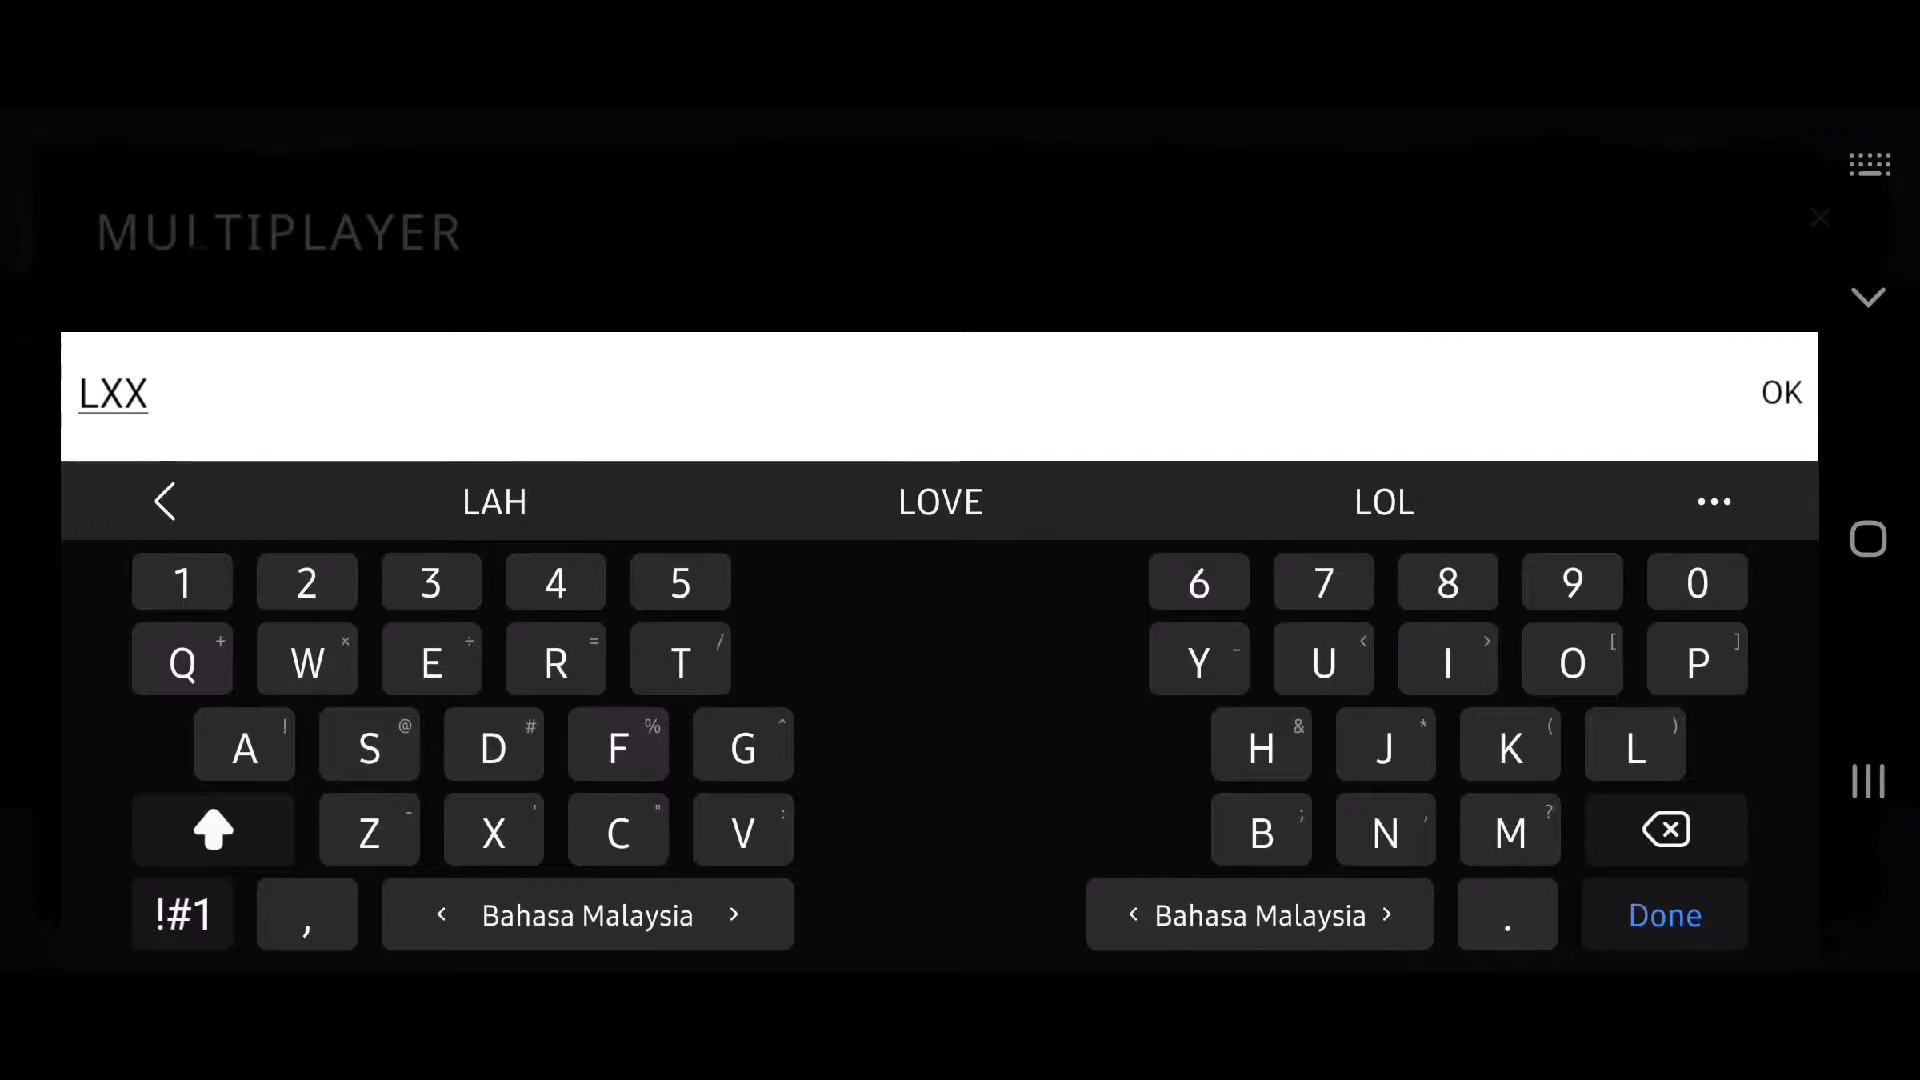 MULTIPLAYER
LXX OK
LAH LOVE LOL ...
1 2 3 4 5 6 7 8 9 0
Q + W × E ÷ R = T / Y _ U < I > O [ P ]
A ! S @ D # F % G ^ H & J * K ( L )
Z - X ' C " V : B ; N , M ?
!#1 , < Bahasa Malaysia > < Bahasa Malaysia > . Done